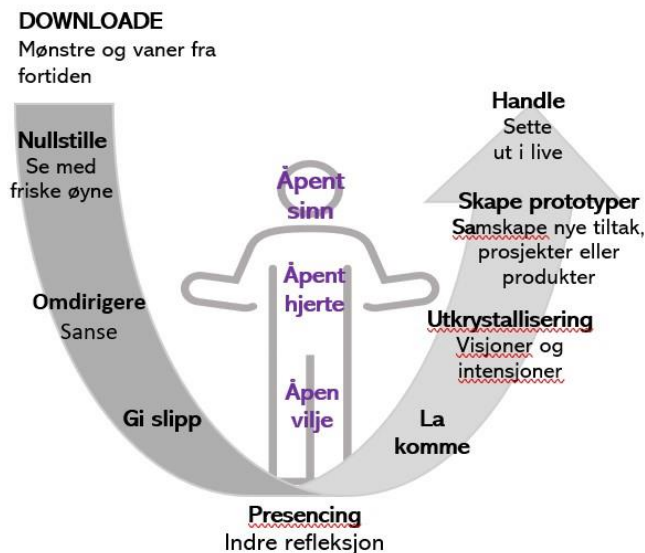 DOWNLOADE
Mønstre og vaner fra
fortiden
Nullstille
Se med
friske øyne
Omdirigere
Sanse
Gi slipp
Åpent
sinn
Åpent
hjerte
Åpen
vilje
Presencing
Indre refleksjon
La
komme
Utkrystallisering
Visjoner og
intensjoner
Skape prototyper
Samskape nye tiltak,
prosjekter eller
produkter
Handle
Sette
ut i live